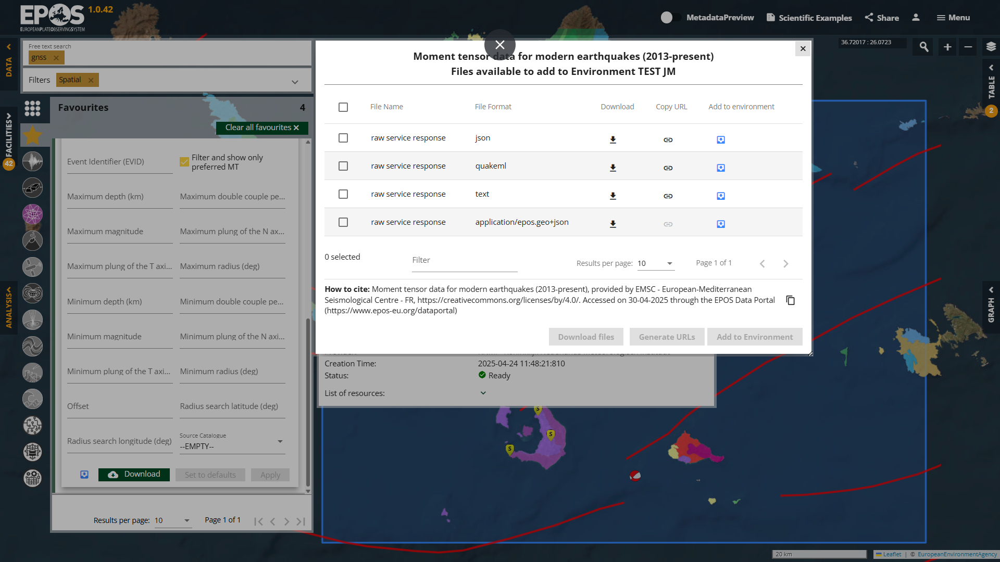 EPOS 1.0.42
EUROPEANPLATEOBSERVINGSYSTEM
MetadataPreview
Scientific Examples
Share
Menu
DATA
FACILITIES
42
ANALYSIS
Free text search
gnss
Filters Spatial
Favourites 4
Clear all favourites
Event Identifier (EVID)
Filter and show only
preferred MT
Maximum depth (km) Maximum double couple pe...
Maximum magnitude Maximum plung of the N ax...
Maximum plung of the T axi... Maximum radius (deg)
Minimum depth (km) Minimum double couple pe...
Minimum magnitude Minimum plung of the N axi...
Minimum plung of the T axi... Minimum radius (deg)
Offset Radius search latitude (deg)
Radius search longitude (deg)
Source Catalogue
--EMPTY--
Download Set to defaults Apply
Results per page: 10 Page 1 of 1
Moment tensor data for modern earthquakes (2013-present)
Files available to add to Environment TEST JM
File Name File Format Download Copy URL Add to environment
raw service response json
raw service response quakeml
raw service response text
raw service response application/epos.geo+json
0 selected Filter Results per page: 10 Page 1 of 1
How to cite: Moment tensor data for modern earthquakes (2013-present), provided by EMSC - European-Mediterranean
Seismological Centre - FR, https://creativecommons.org/licenses/by/4.0/. Accessed on 30-04-2025 through the EPOS Data Portal
(https://www.epos-eu.org/dataportal)
Download files Generate URLs Add to Environment
Creation Time: 2025-04-24 11:48:21:810
Status: Ready
List of resources:
36.72017 : 26.0723
TABLE
2
GRAPH
S
S
S
20 km
Leaflet | © EuropeanEnvironmentAgency